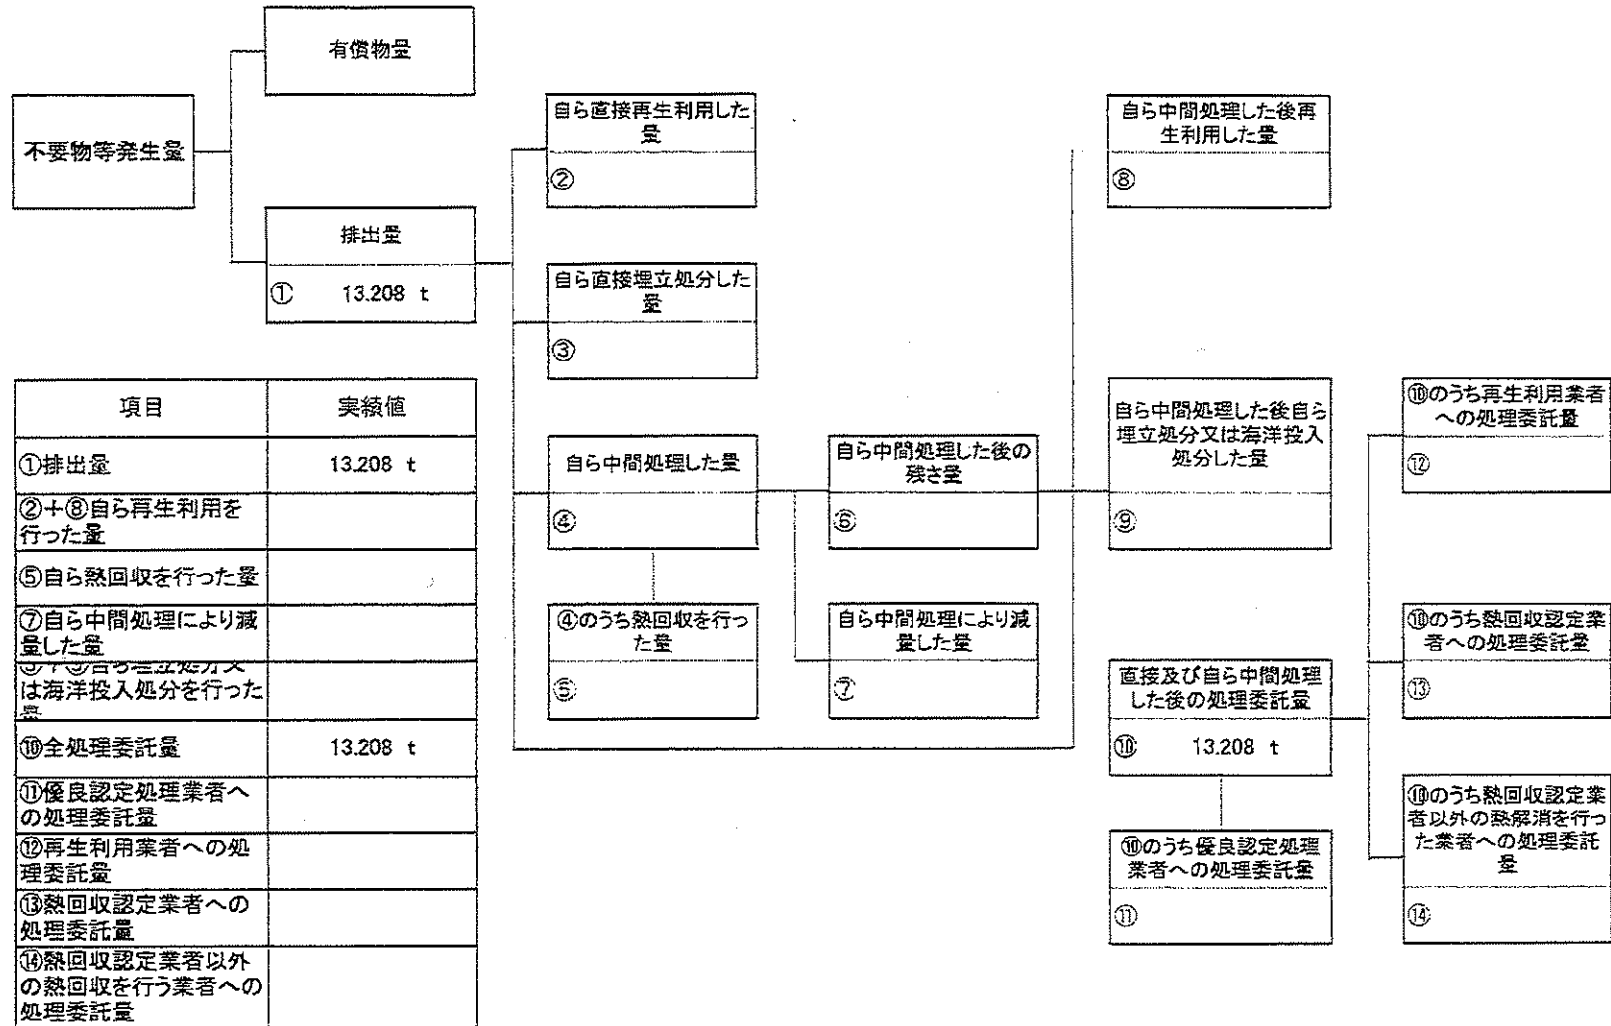 有償物量
不要物等発生量
排出量
① 13.208 t
自ら直接再生利用した
量
②
自ら直接埋立処分した
量
③
自ら中間処理した量
④
④のうち熱回収を行っ
た量
⑤
自ら中間処理した後の
残さ量
⑥
自ら中間処理により減
量した量
⑦
自ら中間処理した後再
生利用した量
⑧
自ら中間処理した後自ら
埋立処分又は海洋投入
処分した量
⑨
直接及び自ら中間処理
した後の処理委託量
⑩ 13.208 t
⑩のうち優良認定処理
業者への処理委託量
⑪
⑩のうち再生利用業者
への処理委託量
⑫
⑩のうち熱回収認定業
者への処理委託量
⑬
⑩のうち熱回収認定業
者以外の熱解消を行っ
た業者への処理委託
量
⑭
項目 実績値
①排出量 13.208 t
②＋⑧自ら再生利用を
行った量
⑤自ら熱回収を行った量
⑦自ら中間処理により減
量した量
③＋⑨自ら埋立処分又
は海洋投入処分を行った
量
⑩全処理委託量 13.208 t
⑪優良認定処理業者へ
の処理委託量
⑫再生利用業者への処
理委託量
⑬熱回収認定業者への
処理委託量
⑭熱回収認定業者以外
の熱回収を行う業者への
処理委託量